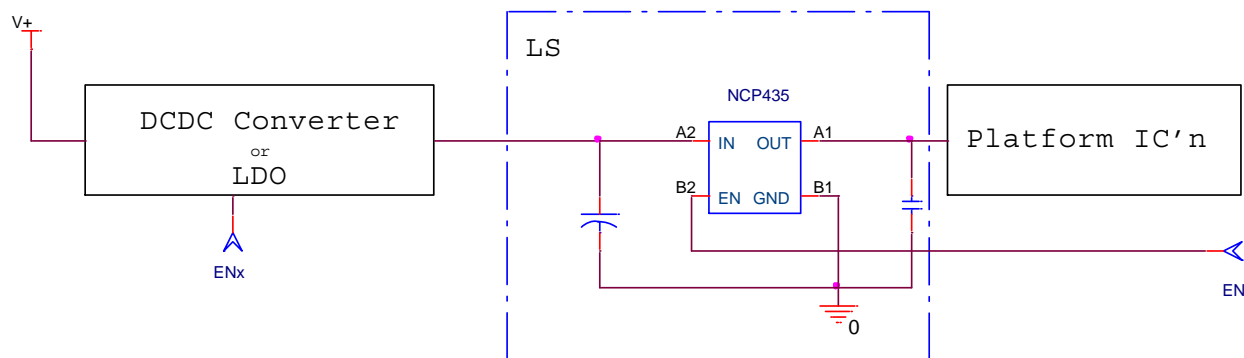 V+
LS
NCP435
DCDC Converter
or
LDO
A2
IN
OUT
A1
Platform IC'n
B2
EN
GND
B1
ENx
EN
0